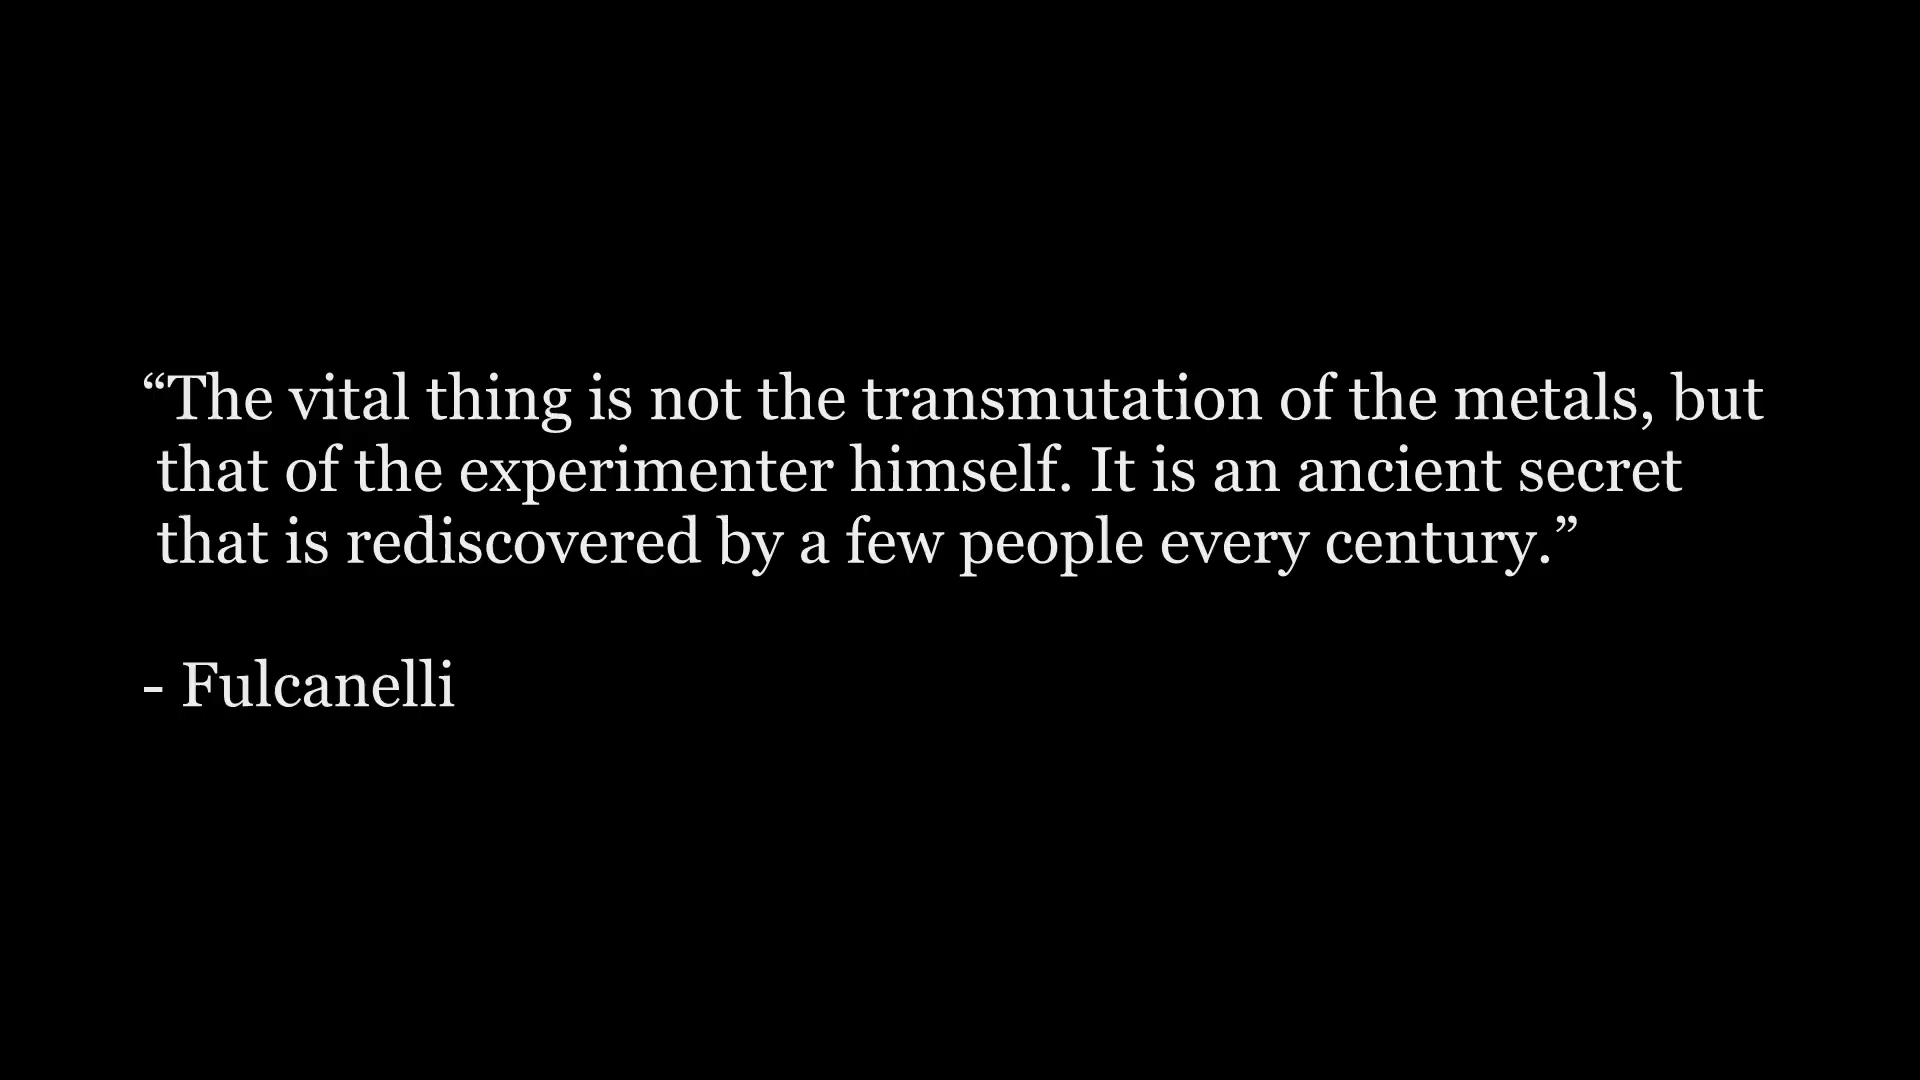 “The vital thing is not the transmutation of the metals, but
that of the experimenter himself. It is an ancient secret
that is rediscovered by a few people every century.”
- Fulcanelli